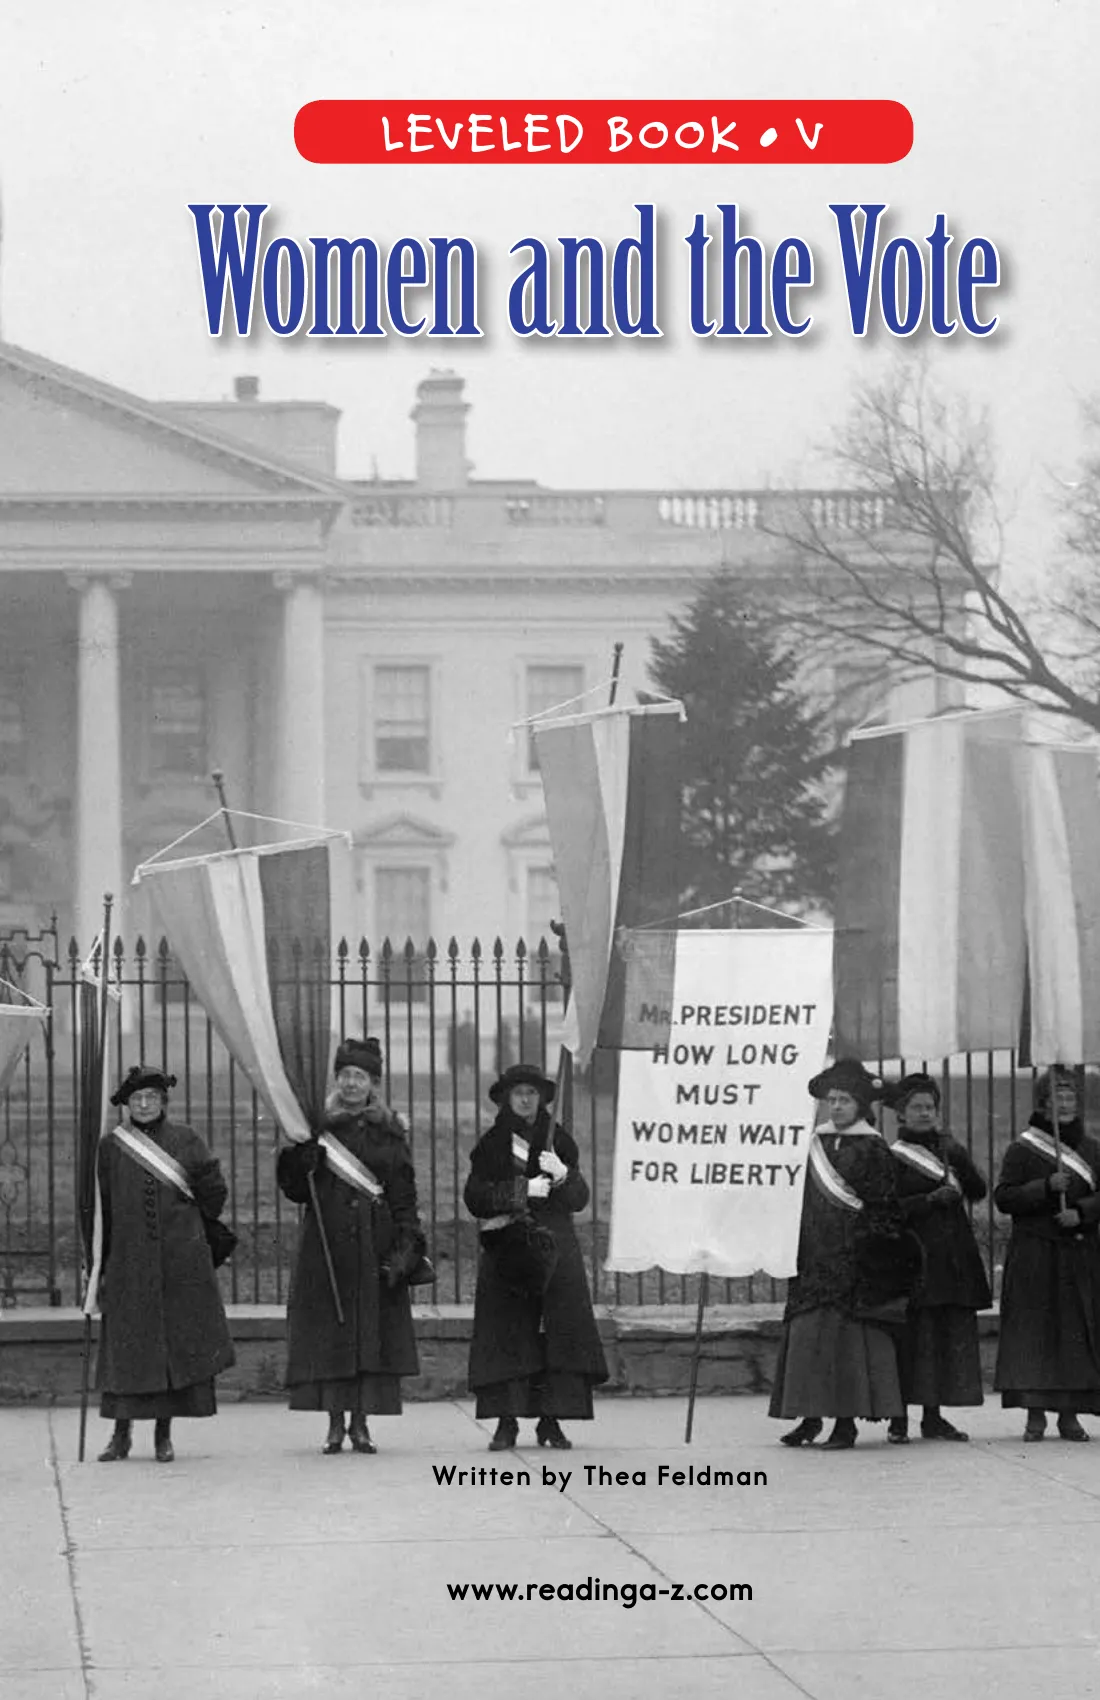 LEVELED BOOK • V
Women and the Vote
MR. PRESIDENT
HOW LONG
MUST
WOMEN WAIT
FOR LIBERTY
Written by Thea Feldman
www.readinga-z.com